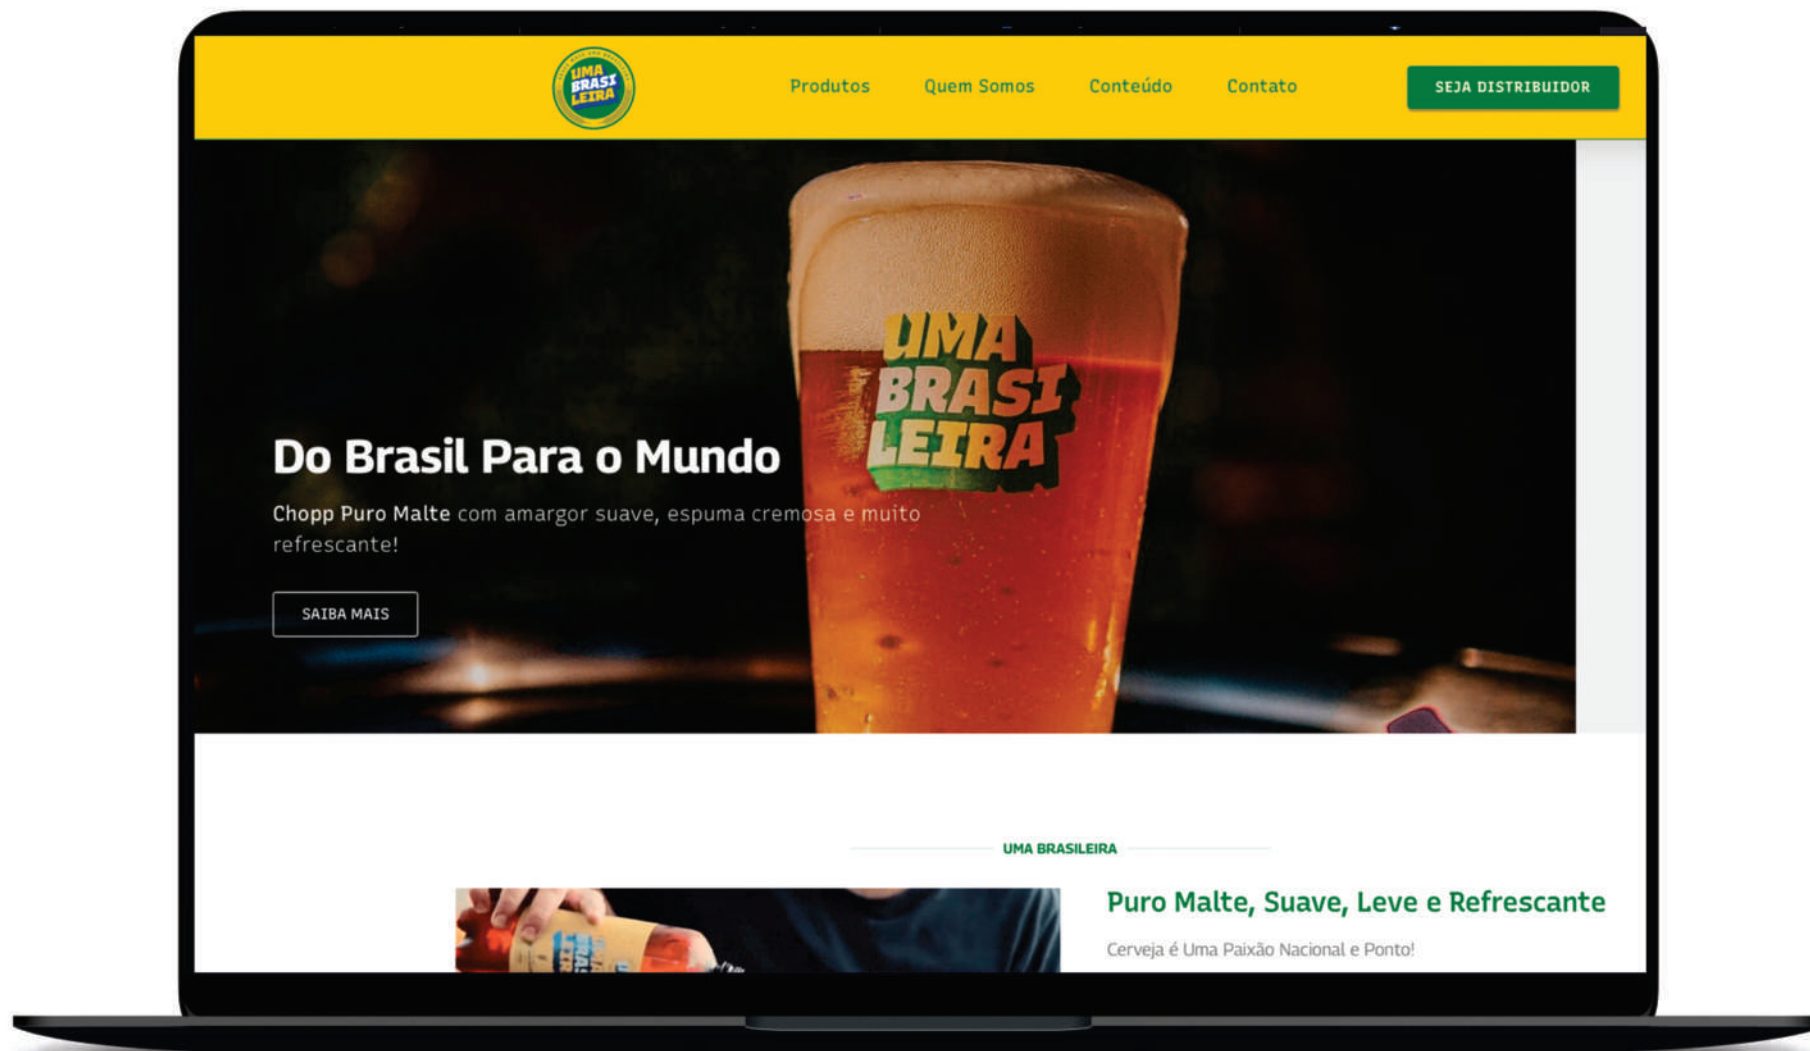 UMA
BRASI
LEIRA
Produtos
Quem Somos
Conteúdo
Contato
SEJA DISTRIBUIDOR
UMA
BRASI
LEIRA
Do Brasil Para o Mundo
Chopp Puro Malte com amargor suave, espuma cremosa e muito
refrescante!
SAIBA MAIS
UMA BRASILEIRA
Puro Malte, Suave, Leve e Refrescante
Cerveja é Uma Paixão Nacional e Ponto!